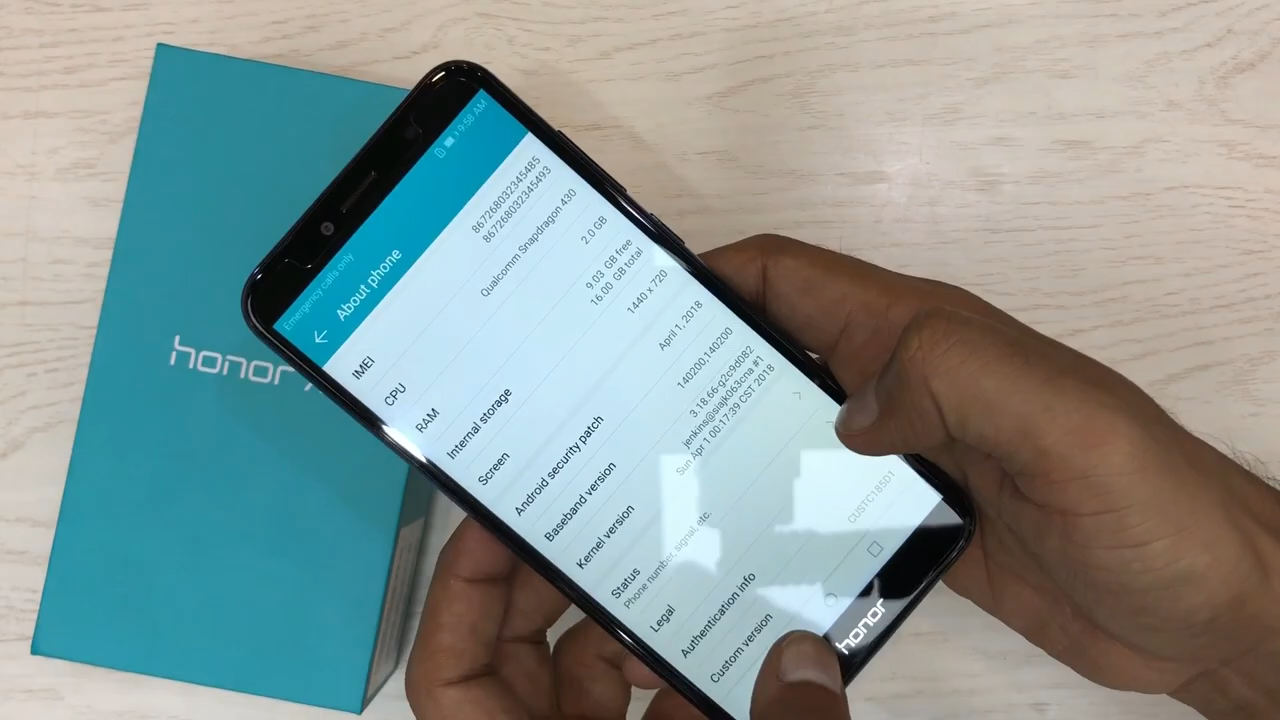 honor
Emergency calls only
9:58 AM
About phone
IMEI
867268032345485
867268032345493
CPU
Qualcomm Snapdragon 430
RAM
2.0 GB
Internal storage
9.03 GB free
16.00 GB total
Screen
1440 x 720
Android security patch
April 1, 2018
Baseband version
140200,140200
Kernel version
3.18.66-g2c9d082
jenkins@siajk063cna #1
Sun Apr 1 00:17:39 CST 2018
Status
Phone number, signal, etc.
Legal
Authentication info
Custom version
CUSTC185D1
honor